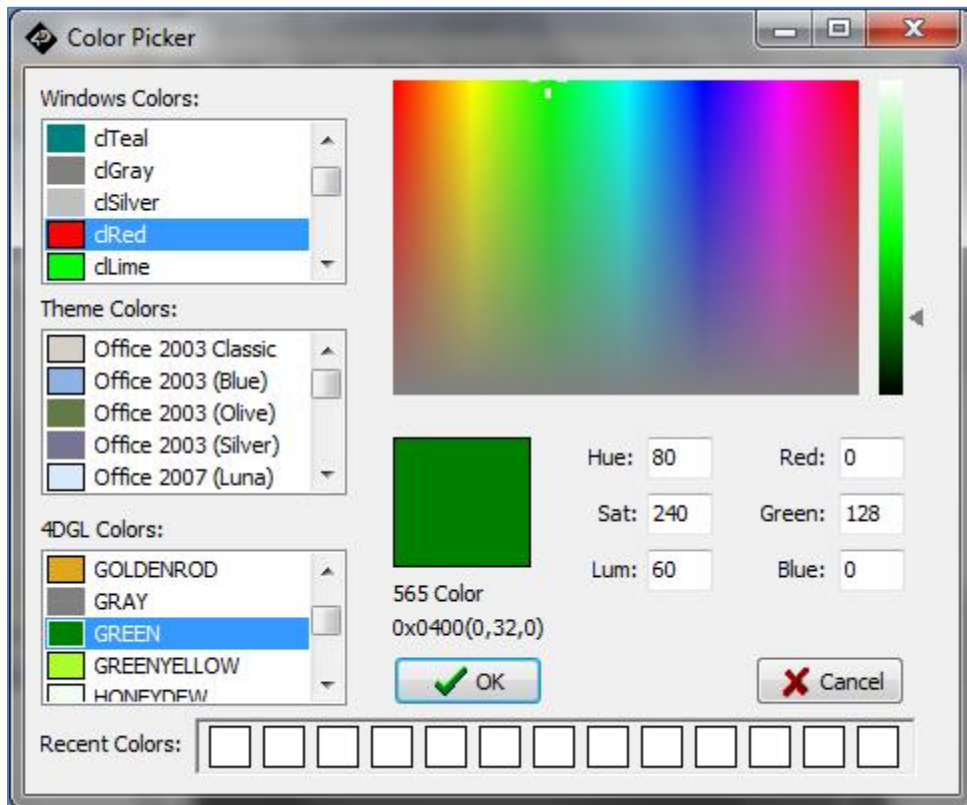 Color Picker
Windows Colors:
clTeal
clGray
clSilver
clRed
clLime
Theme Colors:
Office 2003 Classic
Office 2003 (Blue)
Office 2003 (Olive)
Office 2003 (Silver)
Office 2007 (Luna)
4DGL Colors:
GOLDENROD
GRAY
GREEN
GREENYELLOW
HONEYDEW
Hue: 80 Red: 0
Sat: 240 Green: 128
Lum: 60 Blue: 0
565 Color
0x0400(0,32,0)
OK Cancel
Recent Colors: